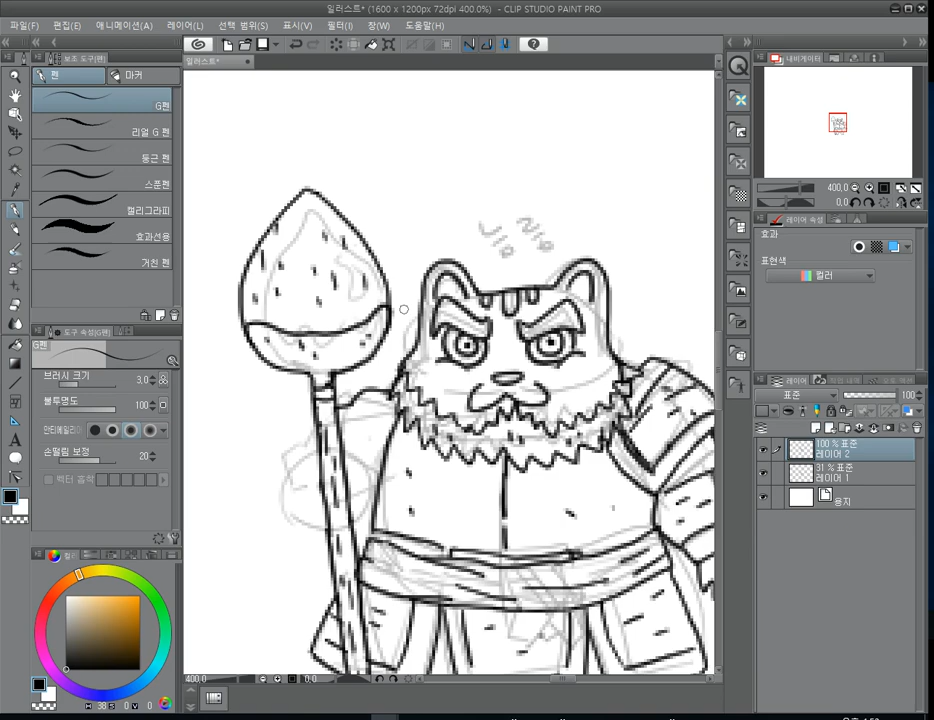 일러스트* (1600 x 1200px 72dpi 400.0%) - CLIP STUDIO PAINT PRO
파일(F) 편집(E) 애니메이션(A) 레이어(L) 선택 범위(S) 표시(V) 필터(I) 창(W) 도움말(H)
보조 도구(펜)
일러스트*
내비게이터
펜
마커
G펜
리얼 G 펜
둥근 펜
스푼펜
캘리그라피
효과선용
거친 펜
400.0
0.0
레이어 속성
효과
표현색
컬러
도구 속성(G펜)
G펜
브러시 크기 3.0
불투명도 100
안티에일리
손떨림 보정 20
벡터 흡착
레이어
표준 100
100 % 표준
레이어 2
31 % 표준
레이어 1
용지
컬러
H 38 S 0 V 0
400.0 0.0